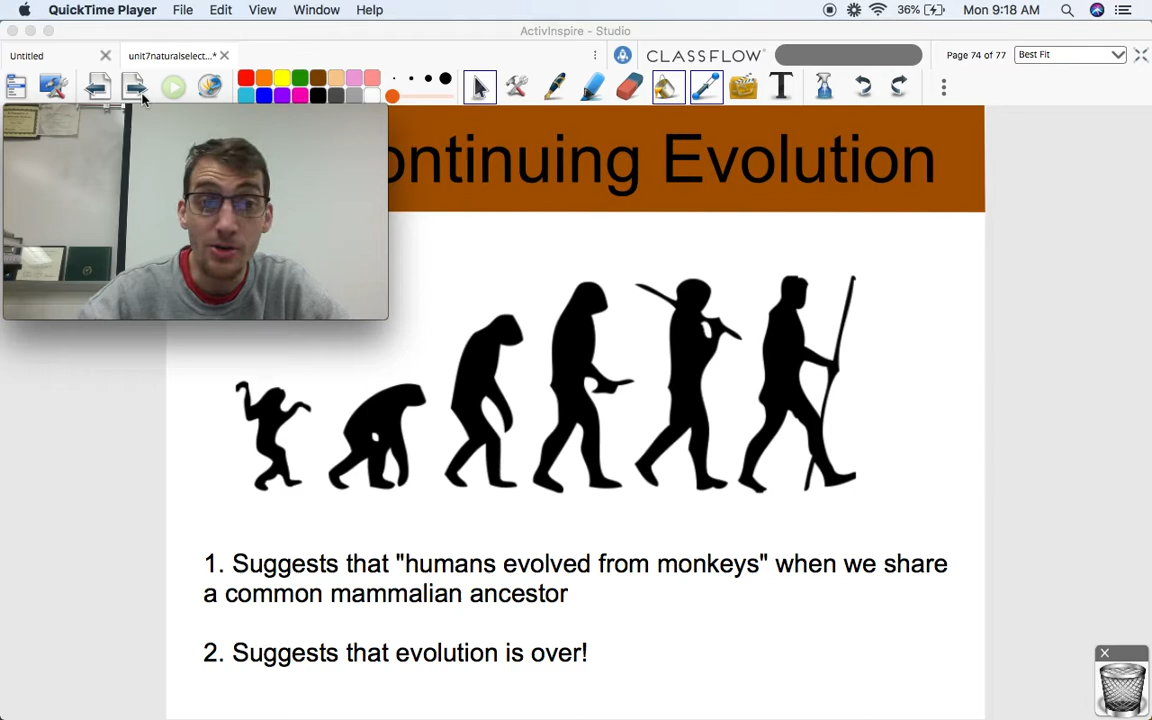 QuickTime Player File Edit View Window Help 36% Mon 9:18 AM
ActivInspire - Studio
Untitled unit7naturalselect...* CLASSFLOW Page 74 of 77 Best Fit
ontinuing Evolution
1. Suggests that "humans evolved from monkeys" when we share
a common mammalian ancestor
2. Suggests that evolution is over!